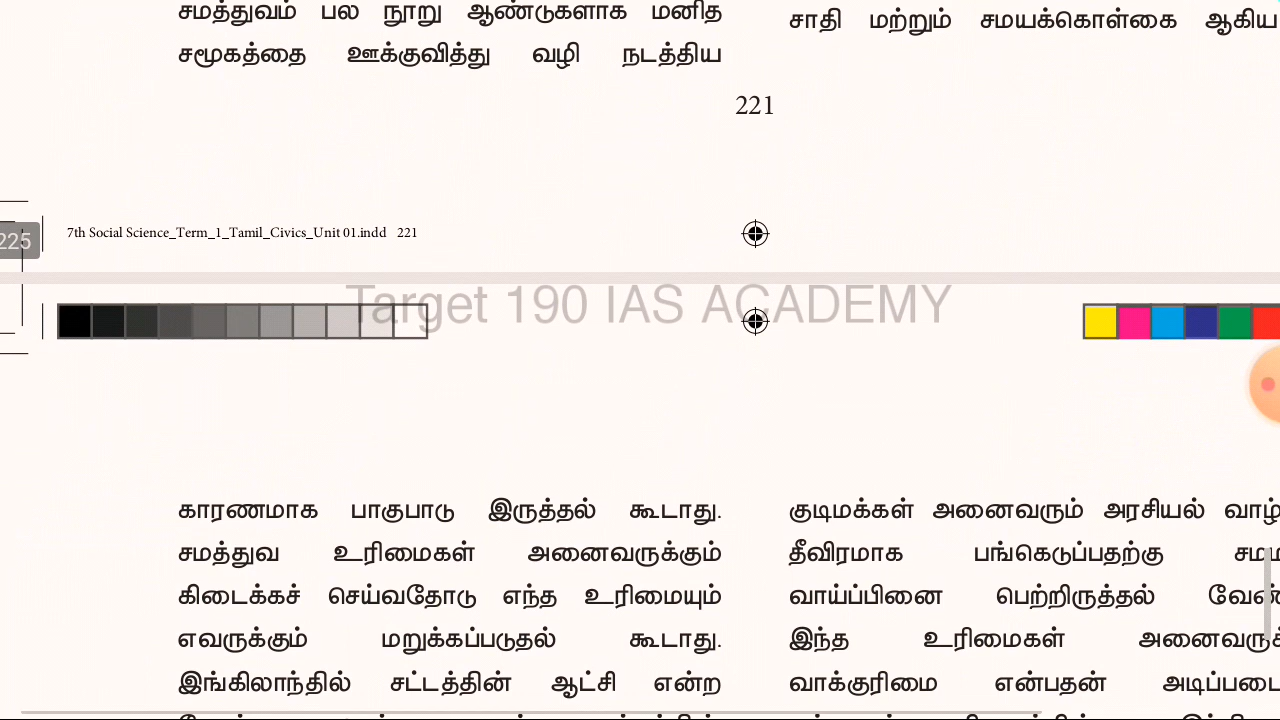 சமத்துவம் பல நூறு ஆண்டுகளாக மனித
சமூகத்தை ஊக்குவித்து வழி நடத்திய
சாதி மற்றும் சமயக்கொள்கை ஆகிய
221
7th Social Science_Term_1_Tamil_Civics_Unit 01.indd 221
225
Target 190 IAS ACADEMY
காரணமாக பாகுபாடு இருத்தல் கூடாது.
சமத்துவ உரிமைகள் அனைவருக்கும்
கிடைக்கச் செய்வதோடு எந்த உரிமையும்
எவருக்கும் மறுக்கப்படுதல் கூடாது.
இங்கிலாந்தில் சட்டத்தின் ஆட்சி என்ற
குடிமக்கள் அனைவரும் அரசியல்
தீவிரமாக பங்கெடுப்பதற்கு
வாய்ப்பினை பெற்றிருத்தல்
இந்த உரிமைகள்
வாக்குரிமை என்பதன்